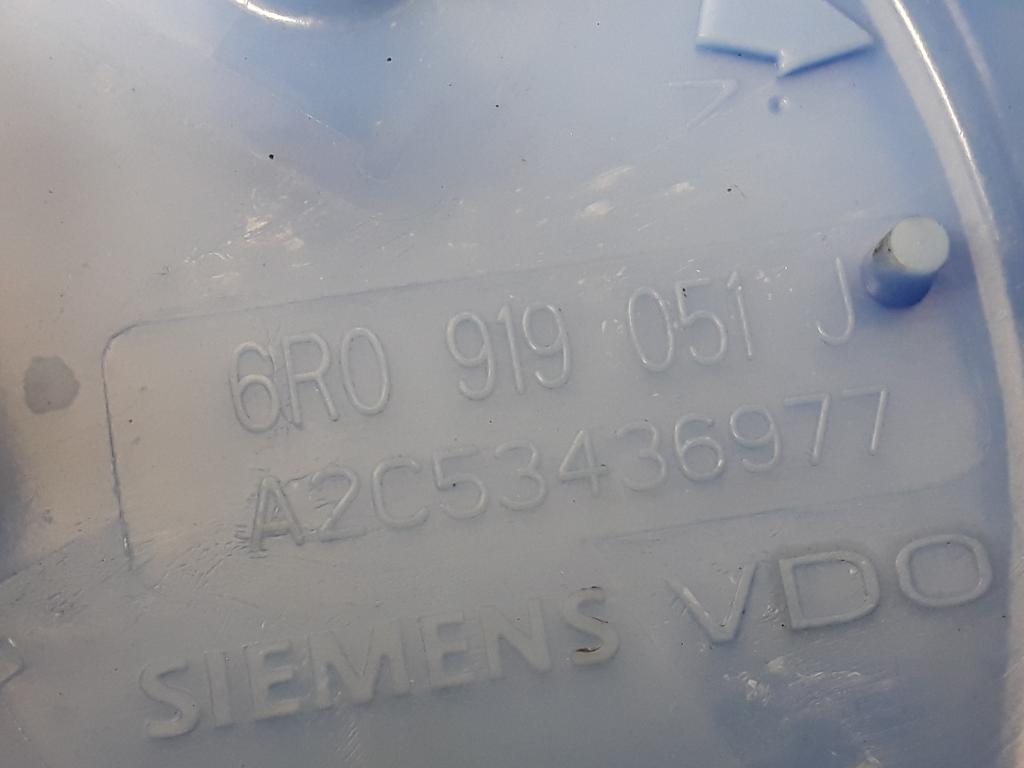 6R0 919 051 J
A2C53436977
SIEMENS VDO